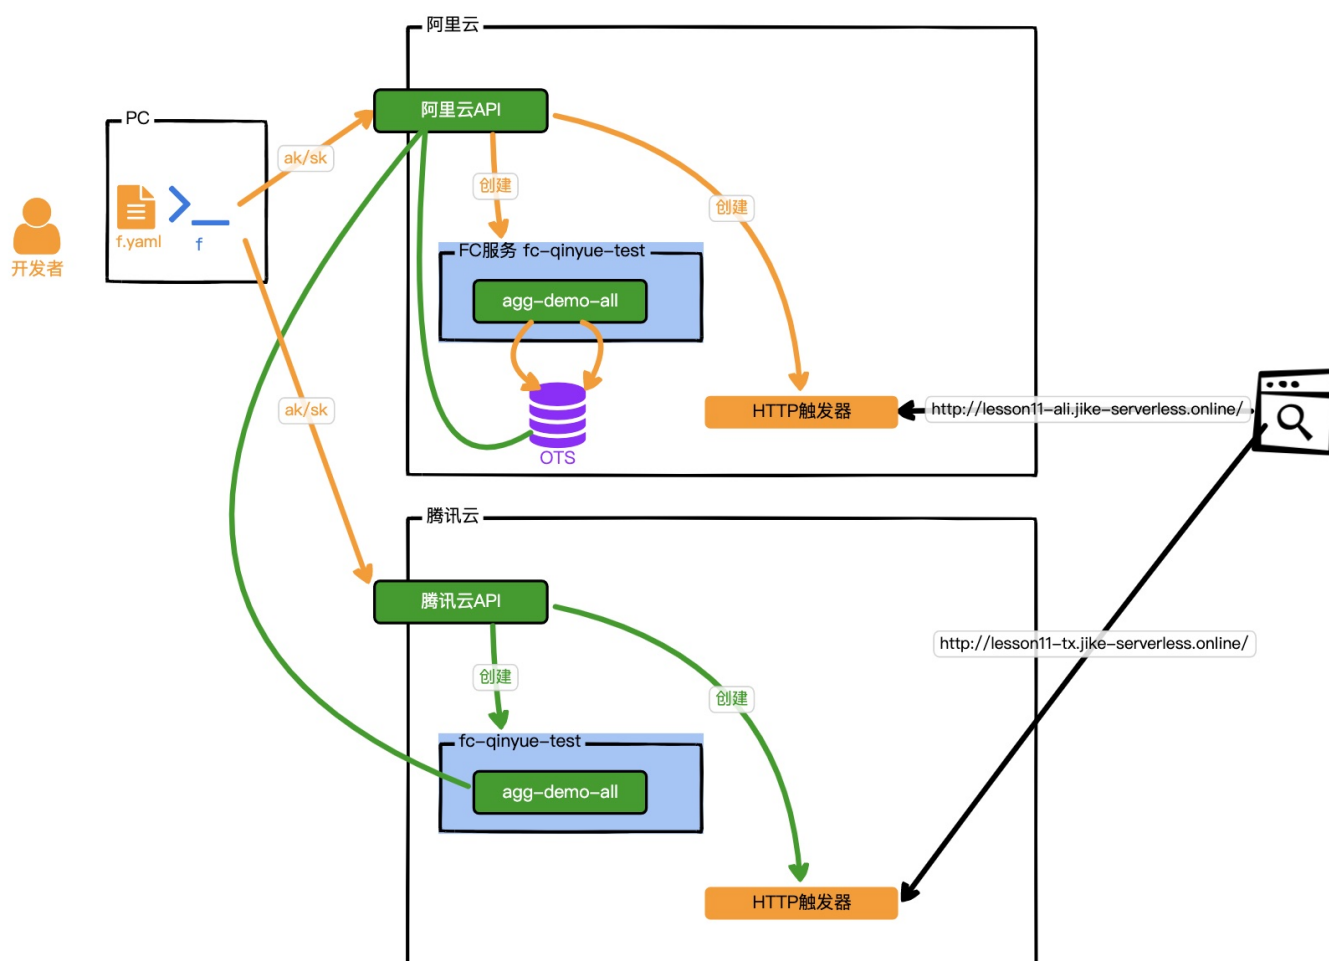 阿里云
阿里云API
PC
ak/sk
创建
创建
f.yaml
f
开发者
FC服务 fc-qinyue-test
agg-demo-all
HTTP触发器
http://lesson11-ali.jike-serverless.online/
ak/sk
OTS
腾讯云
腾讯云API
http://lesson11-tx.jike-serverless.online/
创建
创建
fc-qinyue-test
agg-demo-all
HTTP触发器